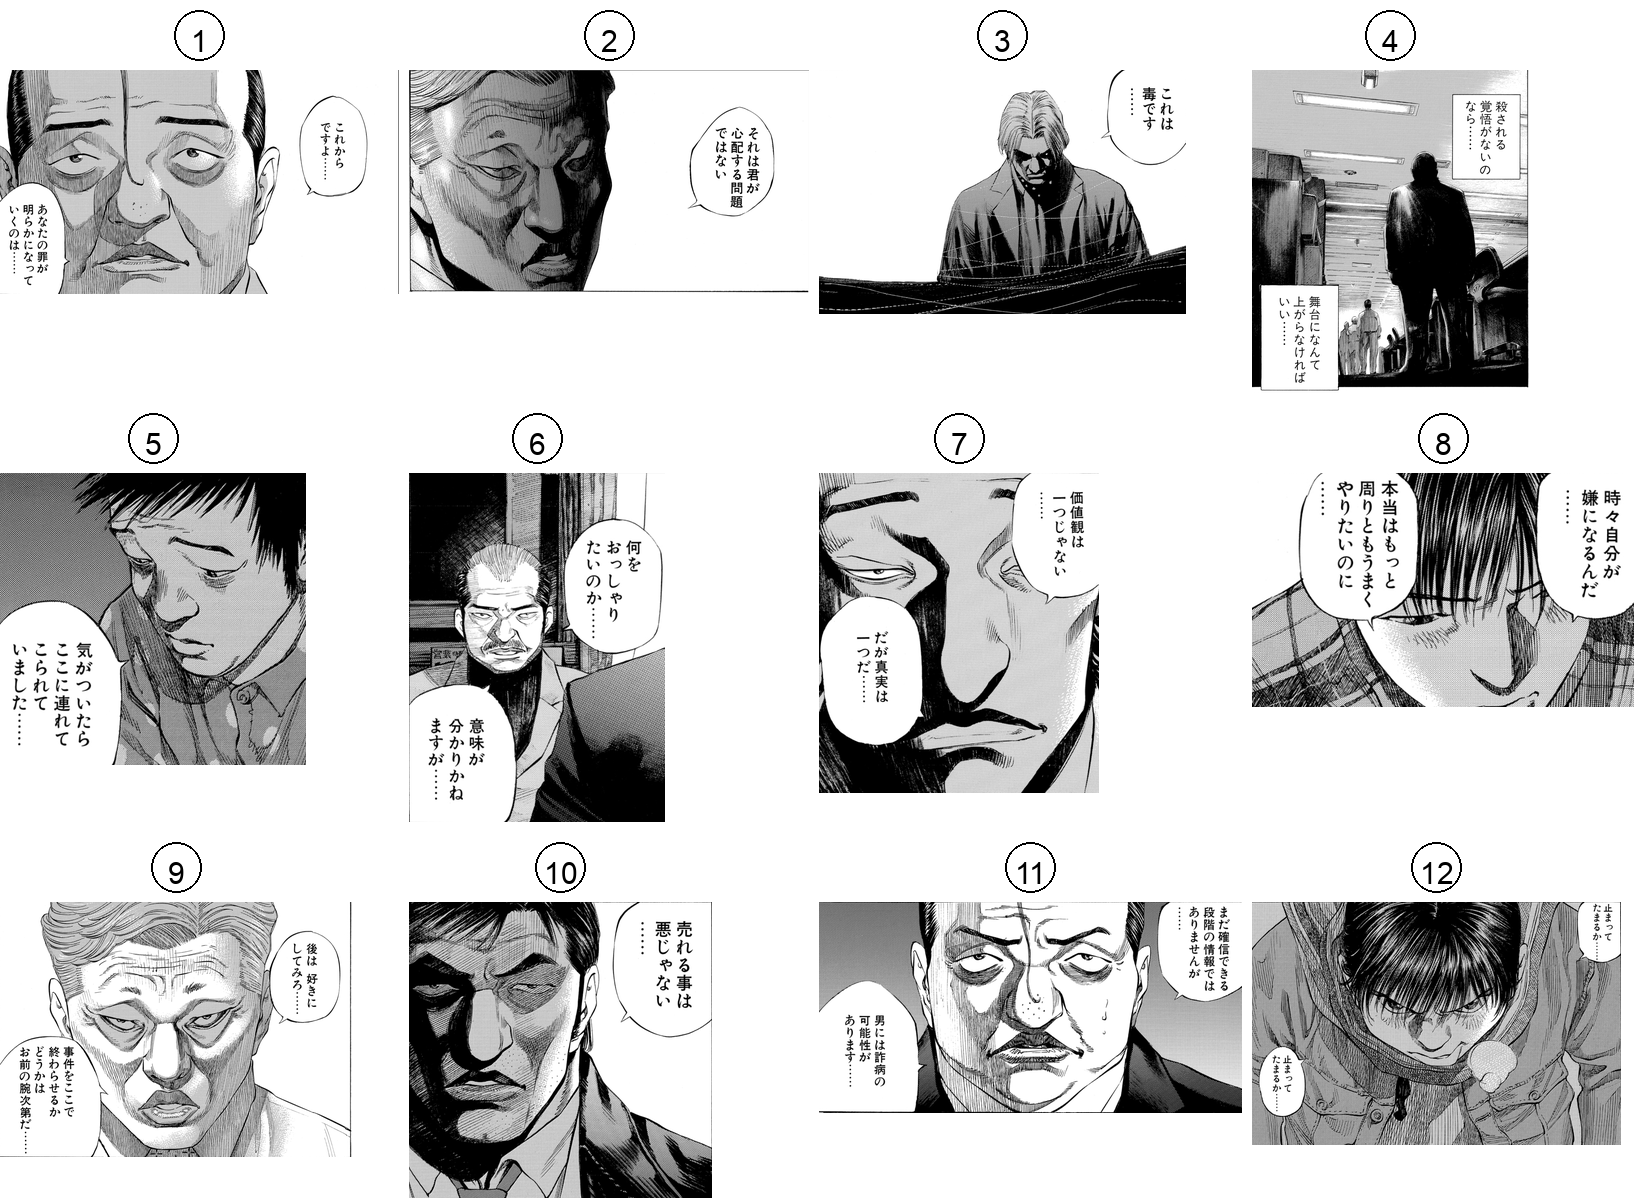 1
これから
ですよ……
あなたの罪が
明らかになって
いくのは……
2
それは君が
心配する問題
ではない
3
これは
毒です
……
4
殺される
覚悟がないの
なら……
舞台になんて
上がらなければ
いい……
5
気がついたら
ここに連れて
こられて
いました……
6
何を
おっしゃり
たいのか……
意味が
分かりかね
ますが……
7
価値観は
一つじゃない
……
だが真実は
一つだ……
8
時々自分が
嫌になるんだ
……
本当はもっと
周りともうまく
やりたいのに
……
9
後は 好きに
してみろ……
事件をここで
終わらせるか
どうかは
お前の腕次第だ……
10
売れる事は
悪じゃない
……
11
まだ確信できる
段階の情報では
ありませんが
……
男には詐病の
可能性が
あります……
12
止まって
たまるか……
止まって
たまるか……